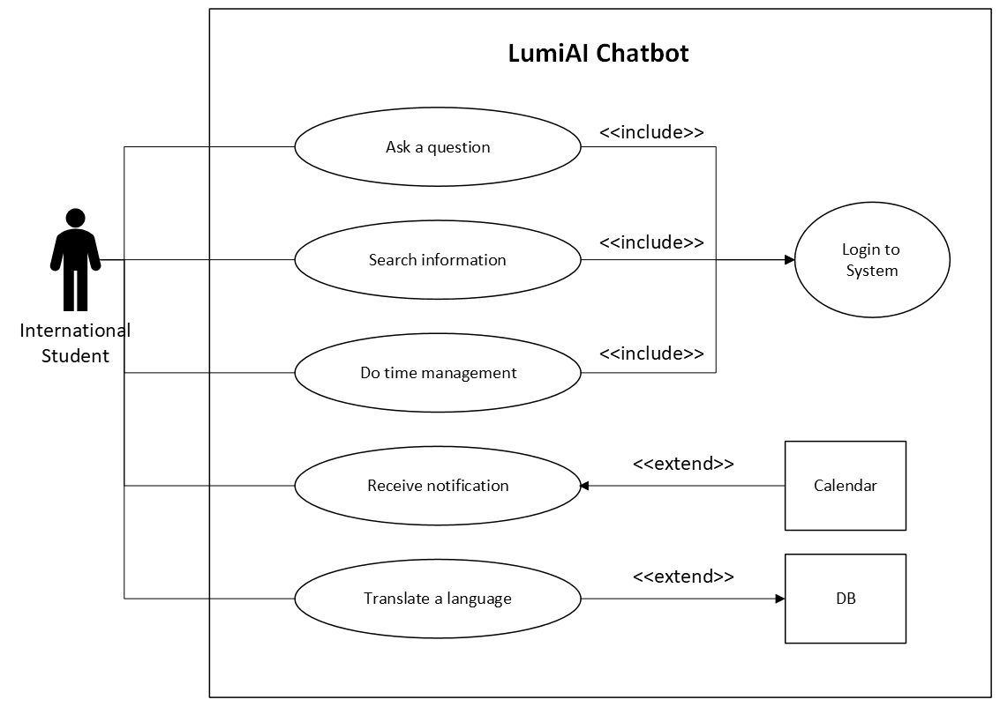 LumiAI Chatbot
Ask a question
<<include>>
Search information
<<include>>
Login to
System
International
Student
Do time management
<<include>>
Receive notification
<<extend>>
Calendar
Translate a language
<<extend>>
DB